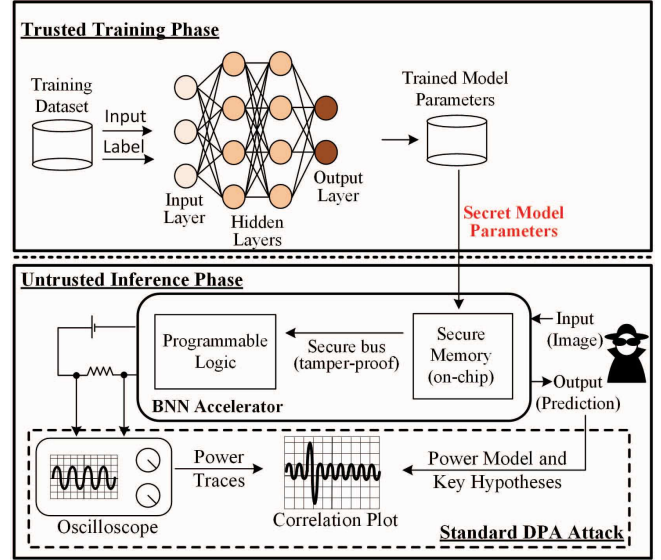 Trusted Training Phase
Training
Dataset
Input
Label
Input
Layer
Hidden
Layers
Output
Layer
Trained Model
Parameters
Secret Model
Parameters
Untrusted Inference Phase
Programmable
Logic
Secure bus
(tamper-proof)
Secure
Memory
(on-chip)
BNN Accelerator
Input
(Image)
Output
(Prediction)
Oscilloscope
Power
Traces
Correlation Plot
Power Model and
Key Hypotheses
Standard DPA Attack